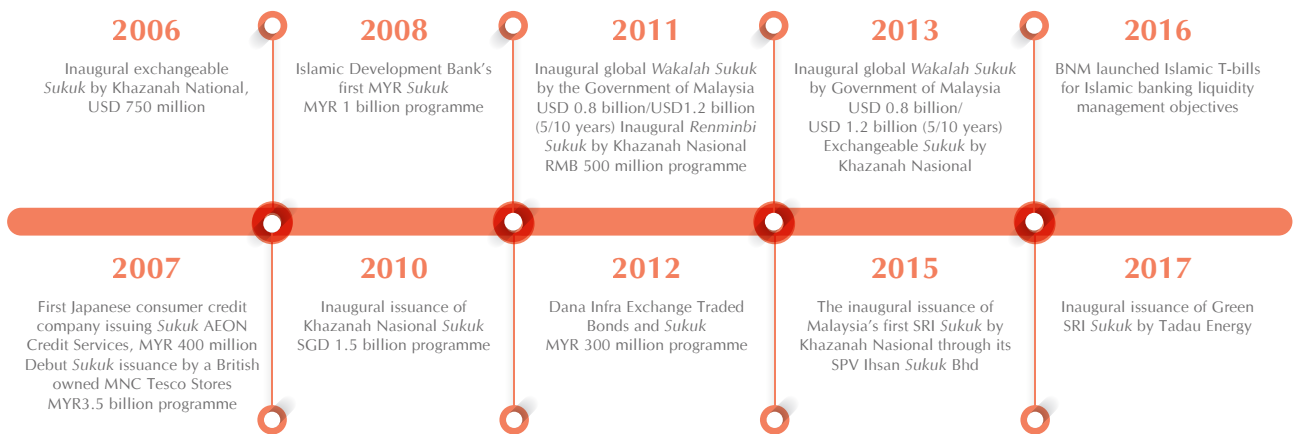 2006
Inaugural exchangeable
Sukuk by Khazanah National,
USD 750 million
2008
Islamic Development Bank's
first MYR Sukuk
MYR 1 billion programme
2011
Inaugural global Wakalah Sukuk
by the Government of Malaysia
USD 0.8 billion/USD1.2 billion
(5/10 years) Inaugural Renminbi
Sukuk by Khazanah Nasional
RMB 500 million programme
2013
Inaugural global Wakalah Sukuk
by Government of Malaysia
USD 0.8 billion/
USD 1.2 billion (5/10 years)
Exchangeable Sukuk by
Khazanah Nasional
2016
BNM launched Islamic T-bills
for Islamic banking liquidity
management objectives
2007
First Japanese consumer credit
company issuing Sukuk AEON
Credit Services, MYR 400 million
Debut Sukuk issuance by a British
owned MNC Tesco Stores
MYR3.5 billion programme
2010
Inaugural issuance of
Khazanah Nasional Sukuk
SGD 1.5 billion programme
2012
Dana Infra Exchange Traded
Bonds and Sukuk
MYR 300 million programme
2015
The inaugural issuance of
Malaysia's first SRI Sukuk by
Khazanah Nasional through its
SPV Ihsan Sukuk Bhd
2017
Inaugural issuance of Green
SRI Sukuk by Tadau Energy